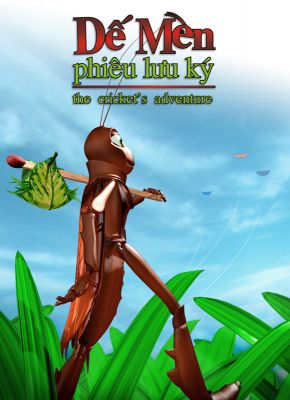 Dế Mèn
phiêu lưu ký
the cricket's adventure